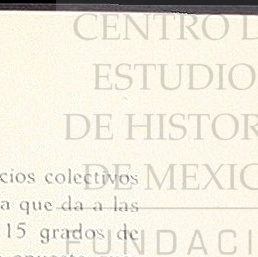 CENTRO D
ESTUDIO
DE HISTOR
DE MEXIC
cios colectivos
a que da a las
15 grados de
FUNDACI